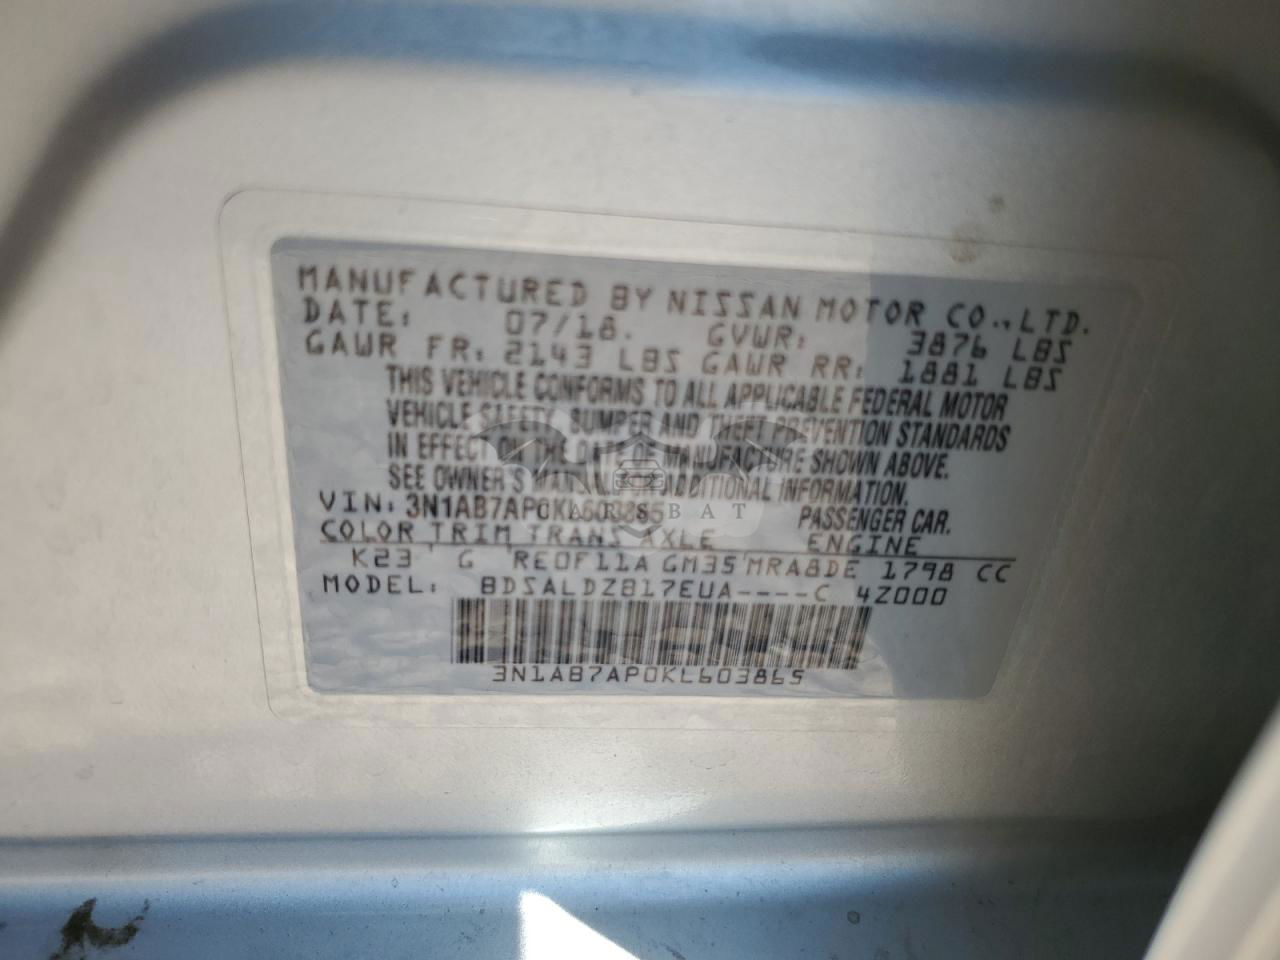 MANUFACTURED BY NISSAN MOTOR CO., LTD.
DATE: 07/18. GVWR: 3876 LBS
GAWR FR: 2143 LBS GAWR RR: 1881 LBS
THIS VEHICLE CONFORMS TO ALL APPLICABLE FEDERAL MOTOR
VEHICLE SAFETY, BUMPER AND THEFT PREVENTION STANDARDS
IN EFFECT ON THE DATE OF MANUFACTURE SHOWN ABOVE.
SEE OWNER'S MANUAL FOR ADDITIONAL INFORMATION.
VIN: 3N1AB7AP0KL603865 PASSENGER CAR.
CARSBAT
COLOR TRIM TRANS AXLE ENGINE
K23 G RE0F11A GM35 MRA8DE 1798 CC
MODEL: BDSALDZB17EUA----C 4Z000
3N1AB7AP0KL603865